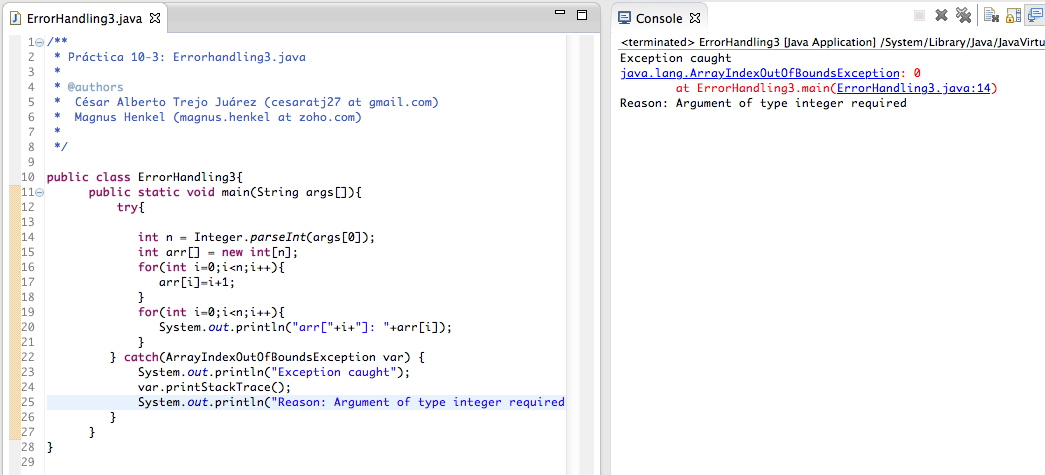 ErrorHandling3.java
1 /**
2 * Práctica 10-3: Errorhandling3.java
3 *
4 * @authors
5 * César Alberto Trejo Juárez (cesaratj27 at gmail.com)
6 * Magnus Henkel (magnus.henkel at zoho.com)
7 *
8 */
9
10 public class ErrorHandling3{
11 public static void main(String args[]){
12 try{
13
14 int n = Integer.parseInt(args[0]);
15 int arr[] = new int[n];
16 for(int i=0;i<n;i++){
17 arr[i]=i+1;
18 }
19 for(int i=0;i<n;i++){
20 System.out.println("arr["+i+"]: "+arr[i]);
21 }
22 } catch(ArrayIndexOutOfBoundsException var) {
23 System.out.println("Exception caught");
24 var.printStackTrace();
25 System.out.println("Reason: Argument of type integer required
26 }
27 }
28 }
29
Console
<terminated> ErrorHandling3 [Java Application] /System/Library/Java/JavaVirtu
Exception caught
java.lang.ArrayIndexOutOfBoundsException: 0
at ErrorHandling3.main(ErrorHandling3.java:14)
Reason: Argument of type integer required